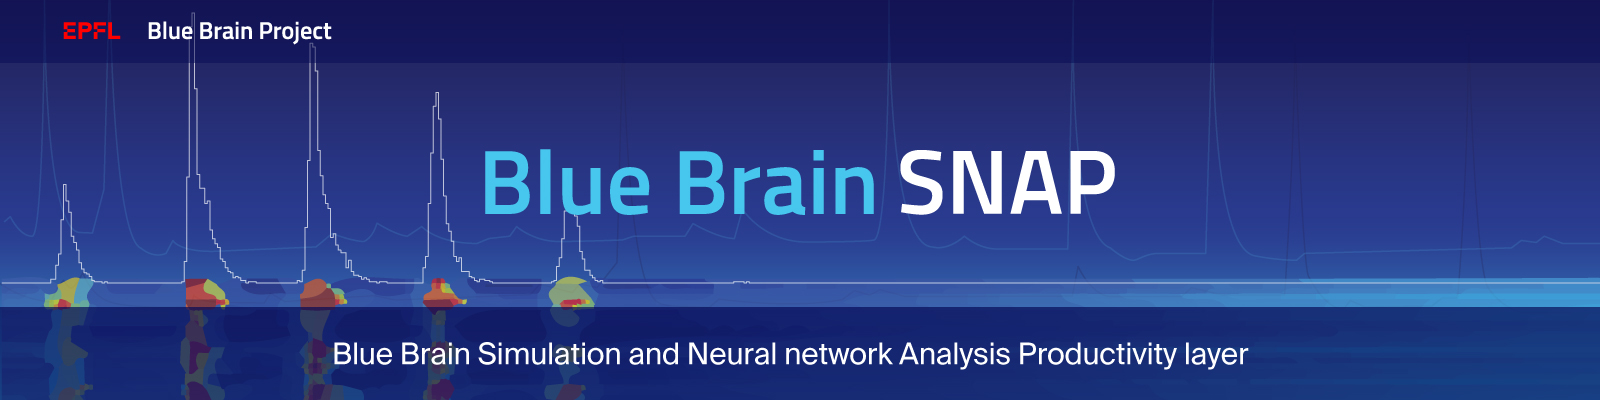 EPFL Blue Brain Project
Blue Brain SNAP
Blue Brain Simulation and Neural network Analysis Productivity layer